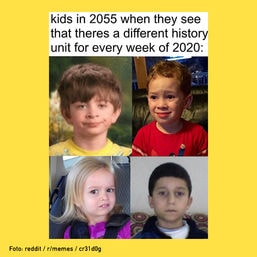 kids in 2055 when they see
that theres a different history
unit for every week of 2020:
Foto: reddit / r/memes / cr31d0g